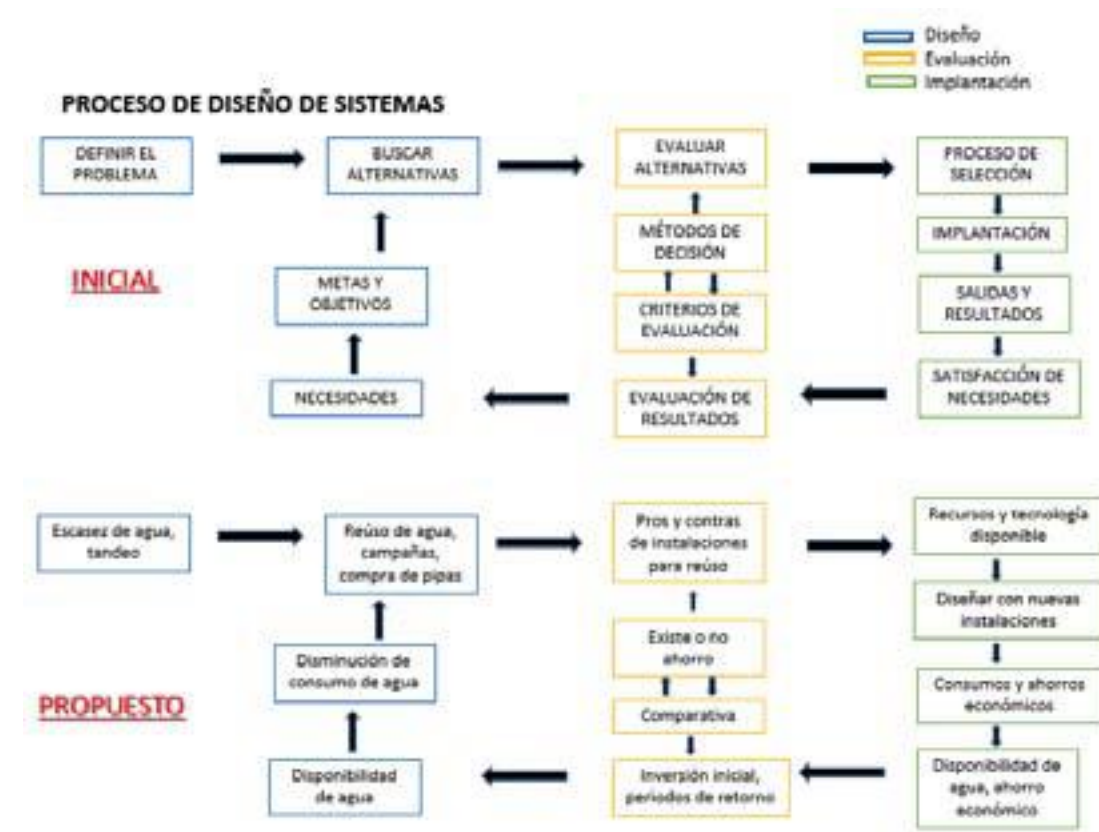 Diseño
Evaluación
Implantación
PROCESO DE DISEÑO DE SISTEMAS
DEFINIR EL
PROBLEMA
BUSCAR
ALTERNATIVAS
EVALUAR
ALTERNATIVAS
PROCESO DE
SELECCIÓN
INICIAL
METAS Y
OBJETIVOS
NECESIDADES
MÉTODOS DE
DECISIÓN
CRITERIOS DE
EVALUACIÓN
EVALUACIÓN DE
RESULTADOS
IMPLANTACIÓN
SALIDAS Y
RESULTADOS
SATISFACCIÓN DE
NECESIDADES
Escasez de agua,
tandeo
Reúso de agua,
campañas,
compra de pipas
Pros y contras
de instalaciones
para reúso
Recursos y tecnología
disponible
PROPUESTO
Disminución de
consumo de agua
Disponibilidad
de agua
Existe o no
ahorro
Comparativa
Inversión inicial,
periodos de retorno
Diseñar con nuevas
instalaciones
Consumos y ahorros
económicos
Disponibilidad de
agua, ahorro
económico